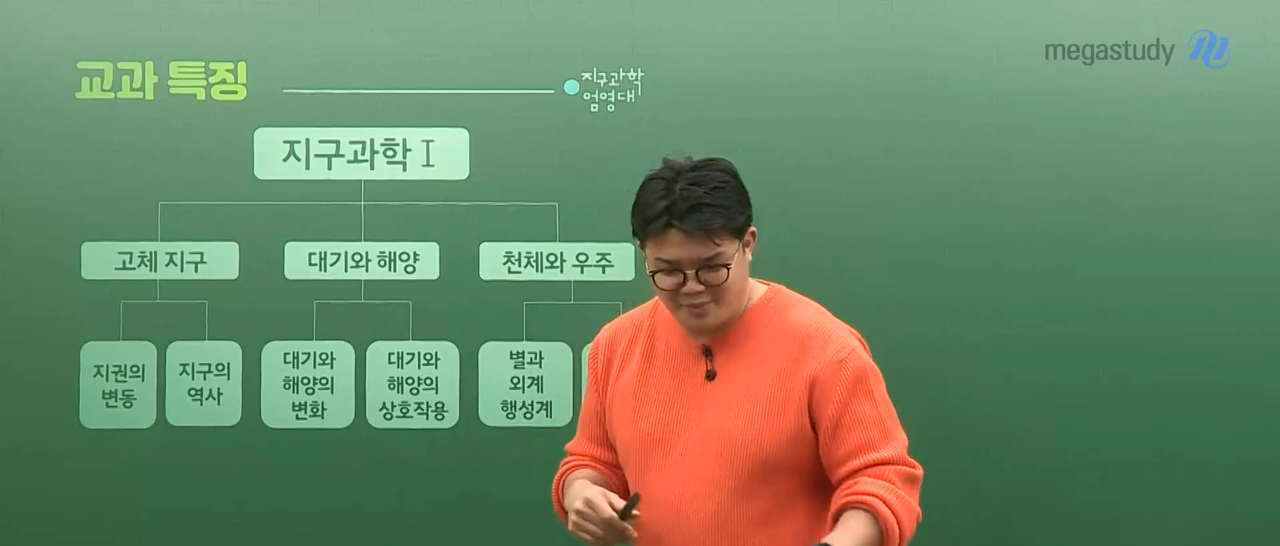 megastudy
교과 특징
지구과학
엄영대
지구과학 I
고체 지구
대기와 해양
천체와 우주
지권의
변동
지구의
역사
대기와
해양의
변화
대기와
해양의
상호작용
별과
외계
행성계